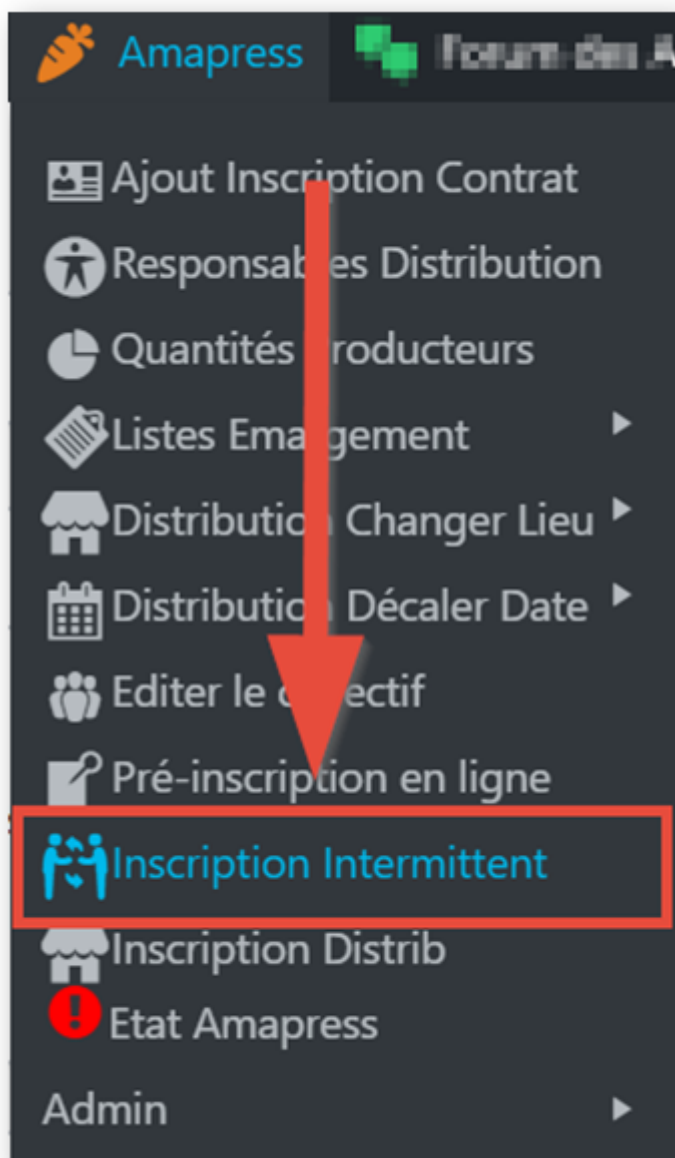 Amapress
Ajout Inscription Contrat
Responsables Distribution
Quantités Producteurs
Listes Emargement
Distribution Changer Lieu
Distribution Décaler Date
Editer le collectif
Pré-inscription en ligne
Inscription Intermittent
Inscription Distrib
Etat Amapress
Admin